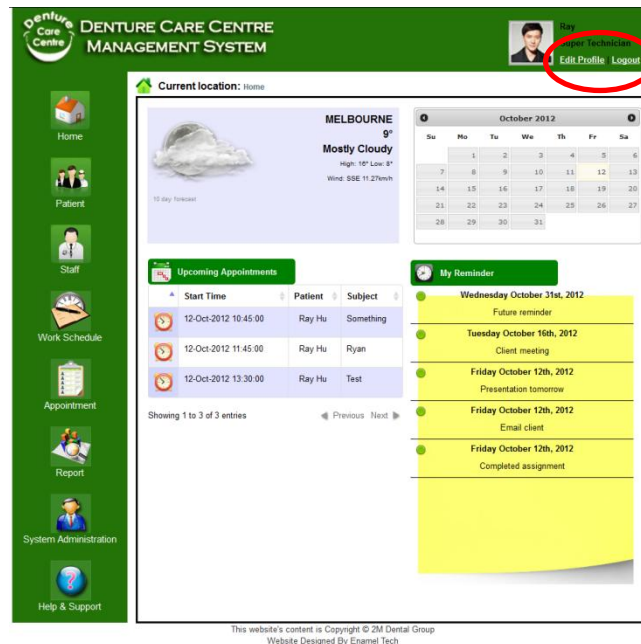 Denture
Care
Centre
DENTURE CARE CENTRE
MANAGEMENT SYSTEM
Ray
Super Technician
Edit Profile | Logout
Current location: Home
Home
Patient
Staff
Work Schedule
Appointment
Report
System Administration
Help & Support
MELBOURNE
9°
Mostly Cloudy
High: 16° Low: 8°
Wind: SSE 11.27km/h
10 day forecast
October 2012
Su Mo Tu We Th Fr Sa
1 2 3 4 5 6
7 8 9 10 11 12 13
14 15 16 17 18 19 20
21 22 23 24 25 26 27
28 29 30 31
Upcoming Appointments
Start Time Patient Subject
12-Oct-2012 10:45:00 Ray Hu Something
12-Oct-2012 11:45:00 Ray Hu Ryan
12-Oct-2012 13:30:00 Ray Hu Test
Showing 1 to 3 of 3 entries Previous Next
My Reminder
Wednesday October 31st, 2012
Future reminder
Tuesday October 16th, 2012
Client meeting
Friday October 12th, 2012
Presentation tomorrow
Friday October 12th, 2012
Email client
Friday October 12th, 2012
Completed assignment
This website's content is Copyright © 2M Dental Group
Website Designed By Enamel Tech